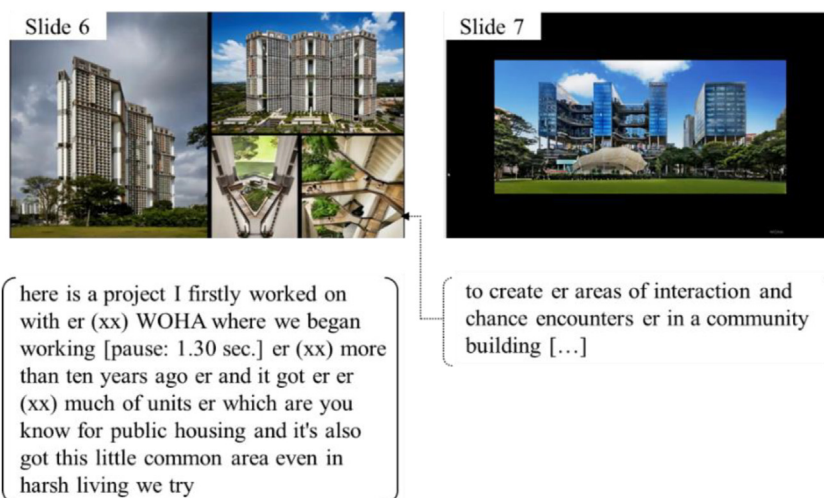 Slide 6
Slide 7
WOHA
here is a project I firstly worked on
with er (xx) WOHA where we began
working [pause: 1.30 sec.] er (xx) more
than ten years ago er and it got er er
(xx) much of units er which are you
know for public housing and it's also
got this little common area even in
harsh living we try
to create er areas of interaction and
chance encounters er in a community
building […]